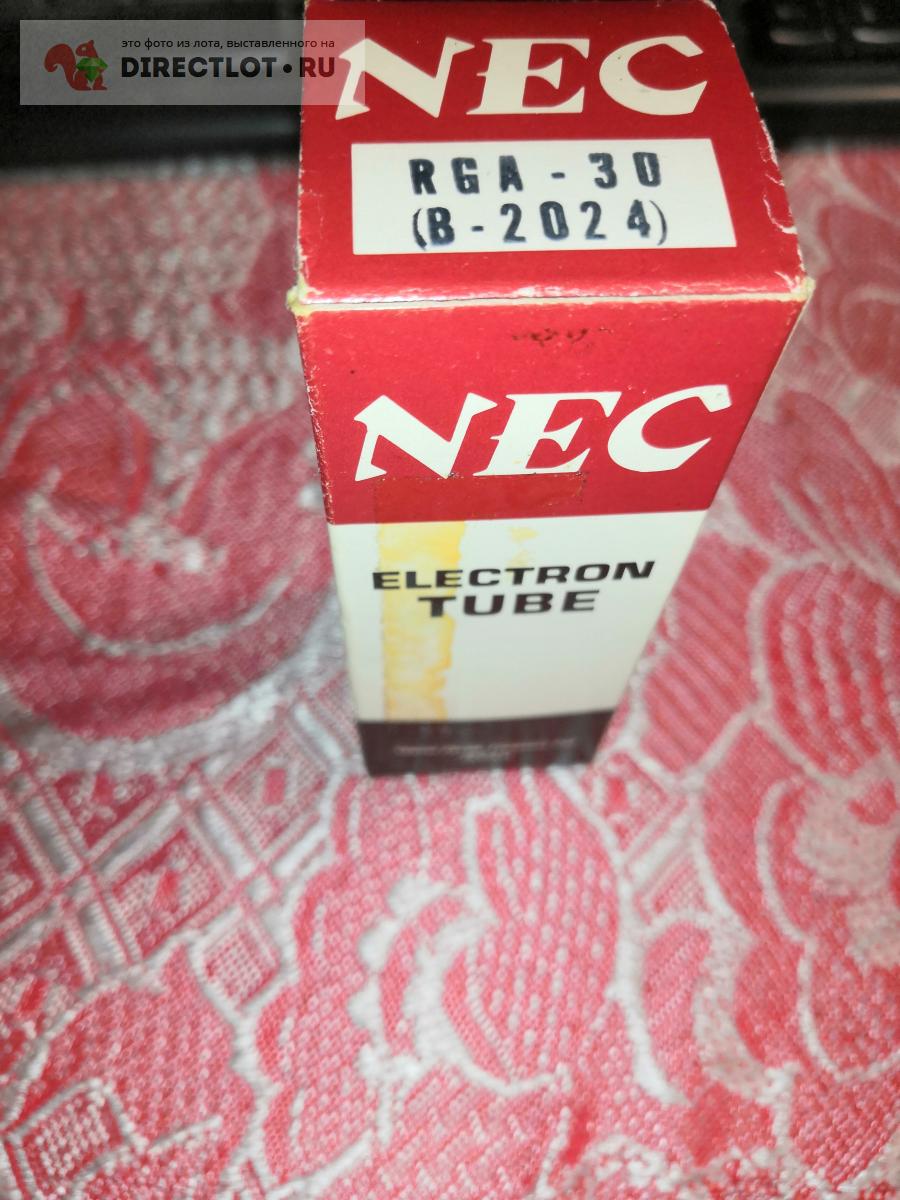 это фото из лота, выставленного на
DIRECTLOT•RU
NEC
RGA-30
(B-2024)
NEC
ELECTRON
TUBE